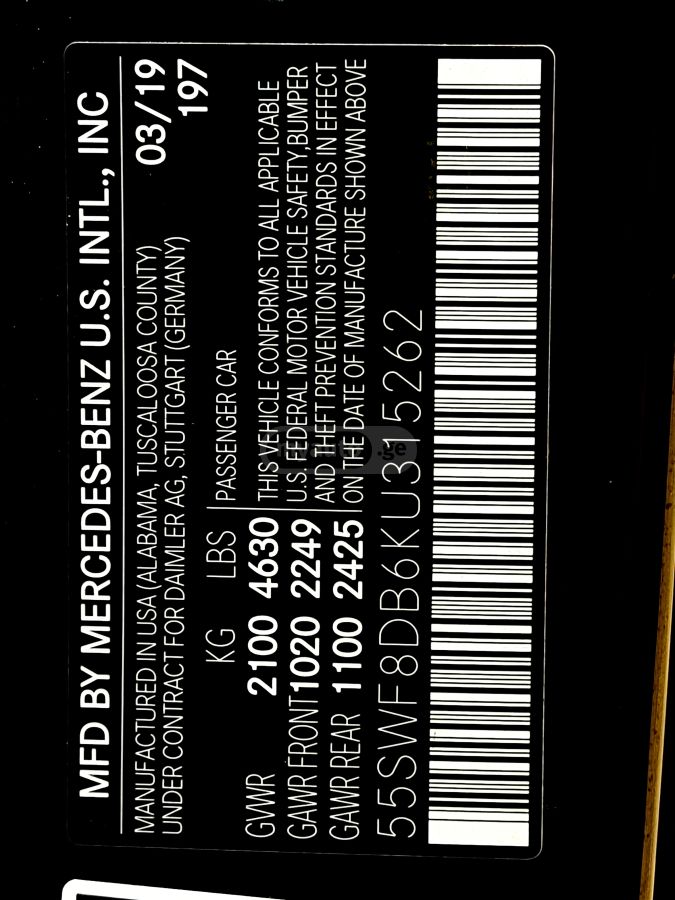 MFD BY MERCEDES-BENZ U.S. INTL., INC
MANUFACTURED IN USA (ALABAMA, TUSCALOOSA COUNTY) 03/19
UNDER CONTRACT FOR DAIMLER AG, STUTTGART (GERMANY) 197
KG LBS PASSENGER CAR
GVWR 2100 4630 THIS VEHICLE CONFORMS TO ALL APPLICABLE
GAWR FRONT 1020 2249 U.S. FEDERAL MOTOR VEHICLE SAFETY,BUMPER
GAWR REAR 1100 2425 AND THEFT PREVENTION STANDARDS IN EFFECT
ON THE DATE OF MANUFACTURE SHOWN ABOVE
55SWF8DB6KU315262